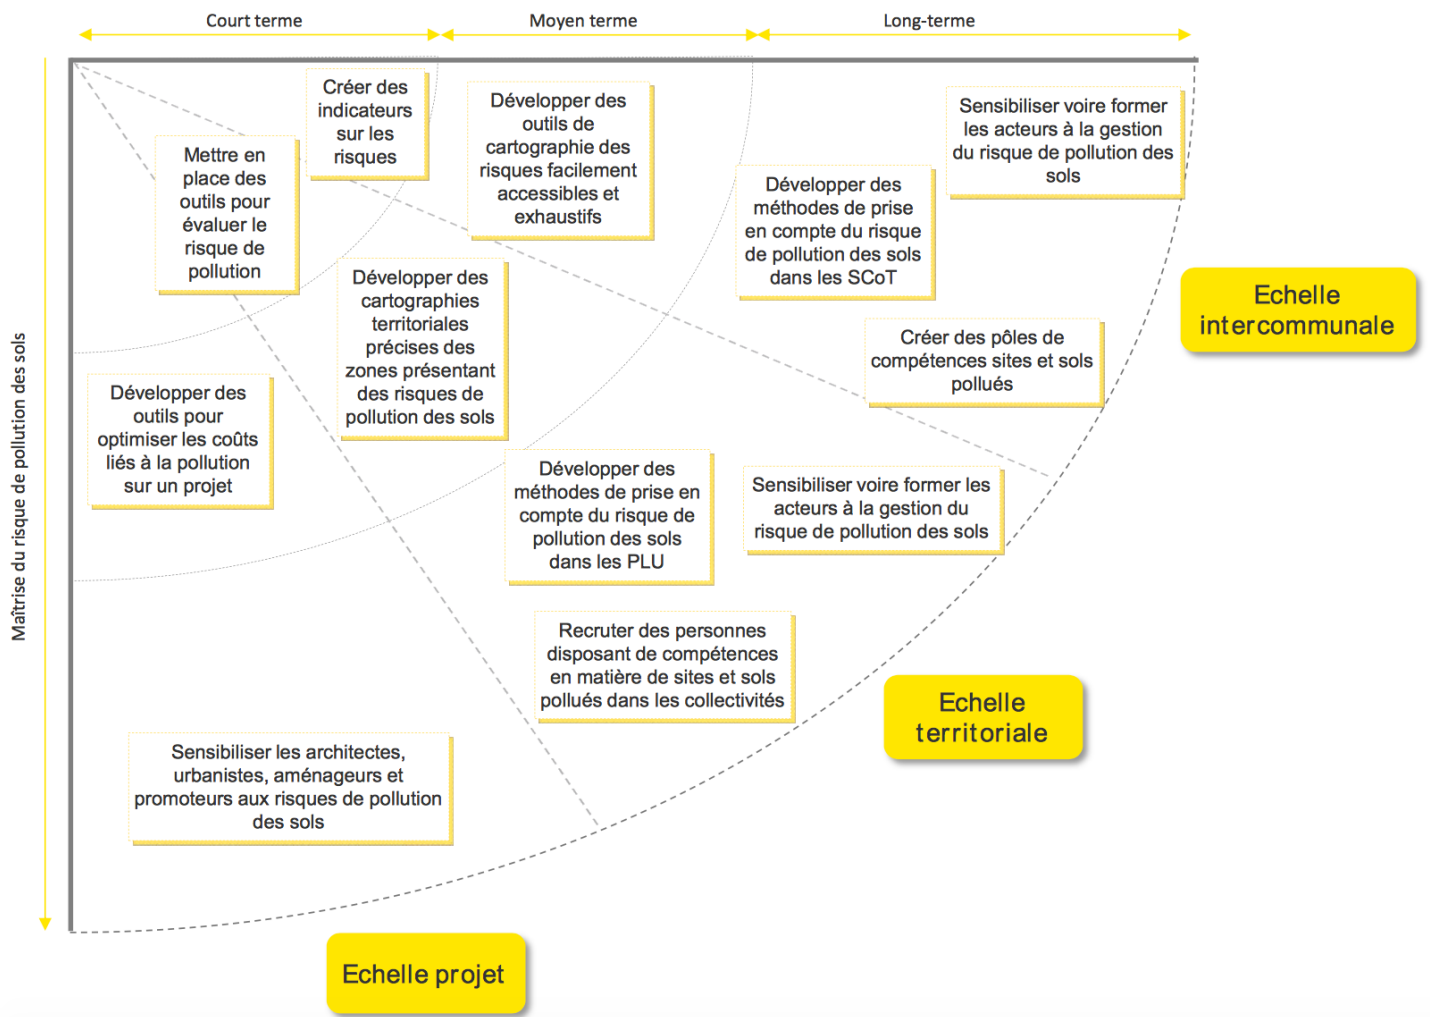 Court terme
Moyen terme
Long-terme
Maîtrise du risque de pollution des sols
Créer des
indicateurs
sur les
risques
Mettre en
place des
outils pour
évaluer le
risque de
pollution
Développer des
outils de
cartographie des
risques facilement
accessibles et
exhaustifs
Sensibiliser voire former
les acteurs à la gestion
du risque de pollution des
sols
Développer des
méthodes de prise
en compte du risque
de pollution des sols
dans les SCoT
Développer des
cartographies
territoriales
précises des
zones présentant
des risques de
pollution des sols
Echelle
intercommunale
Créer des pôles de
compétences sites et sols
pollués
Développer des
outils pour
optimiser les coûts
liés à la pollution
sur un projet
Développer des
méthodes de prise en
compte du risque de
pollution des sols
dans les PLU
Sensibiliser voire former les
acteurs à la gestion du
risque de pollution des sols
Recruter des personnes
disposant de compétences
en matière de sites et sols
pollués dans les collectivités
Echelle
territoriale
Sensibiliser les architectes,
urbanistes, aménageurs et
promoteurs aux risques de pollution
des sols
Echelle projet